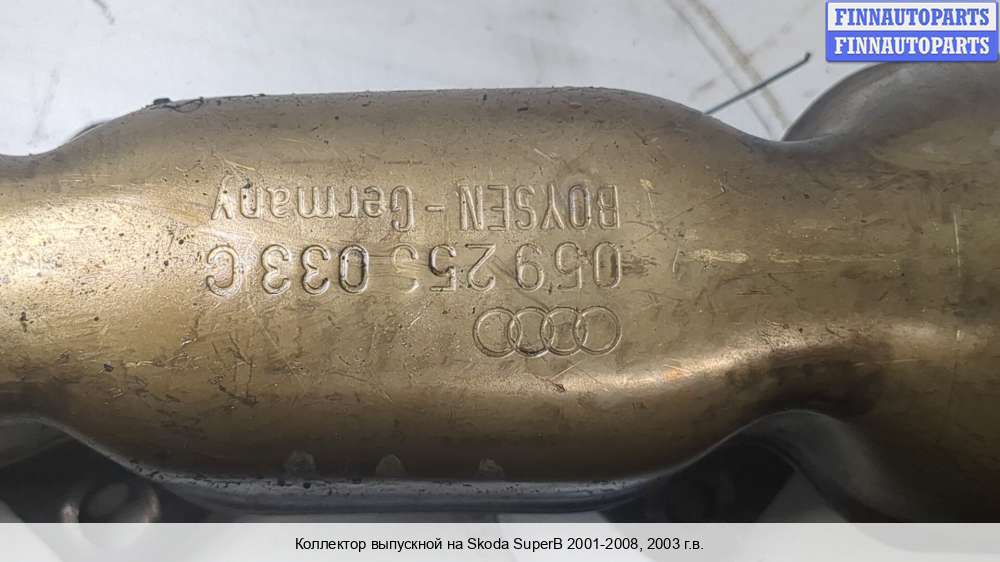 FINNAUTOPARTS
FINNAUTOPARTS
BOYSEN - Germany
059 253 033 C
Коллектор выпускной на Skoda SuperB 2001-2008, 2003 г.в.